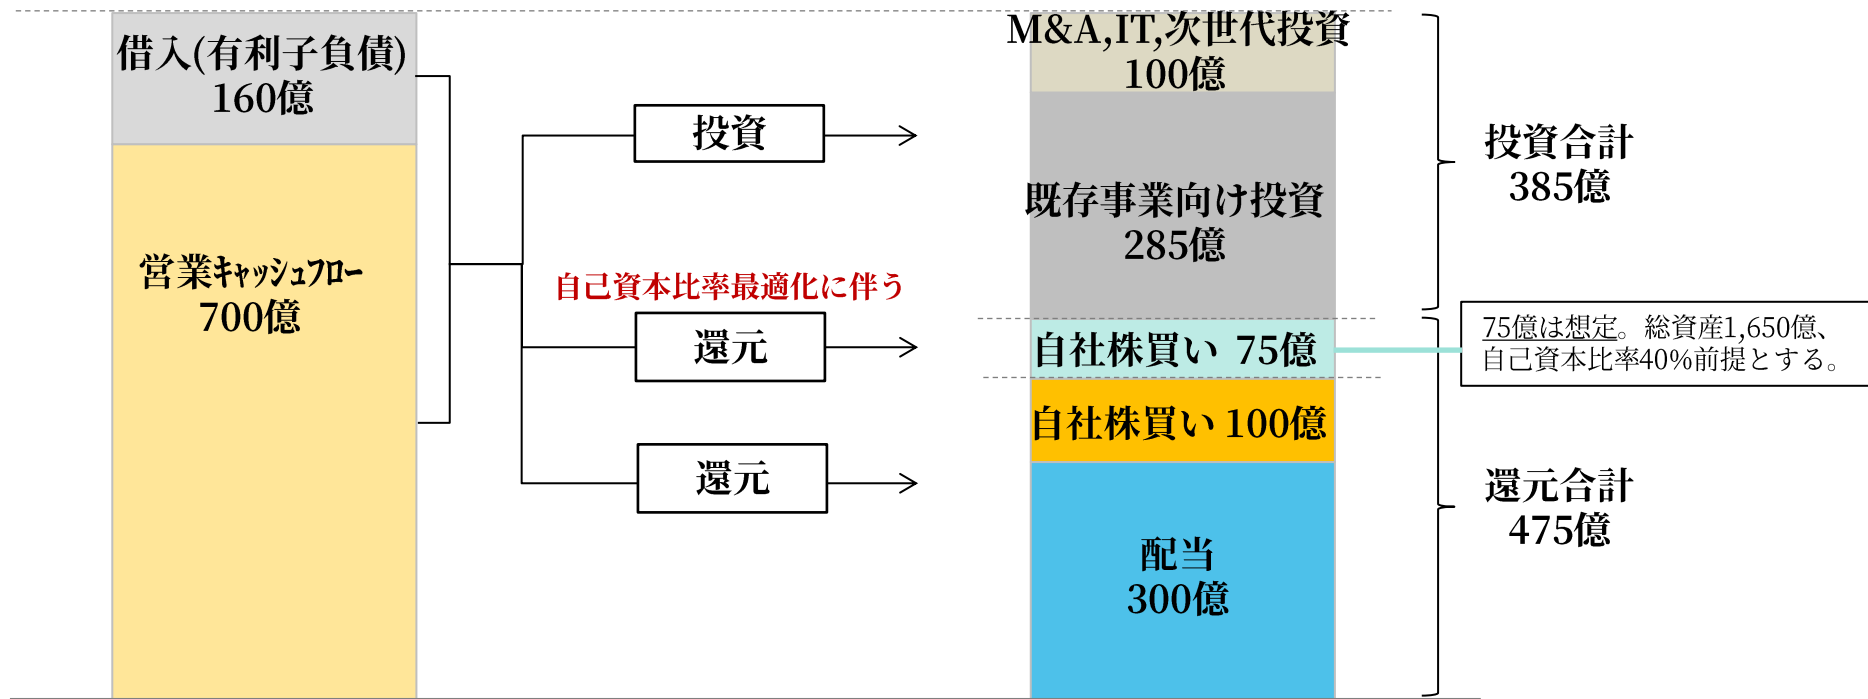 借入(有利子負債)
160億
営業キャッシュフロー
700億
投資
自己資本比率最適化に伴う
還元
還元
M&A,IT,次世代投資
100億
既存事業向け投資
285億
自社株買い 75億
自社株買い 100億
配当
300億
投資合計
385億
75億は想定。総資産1,650億、
自己資本比率40%前提とする。
還元合計
475億